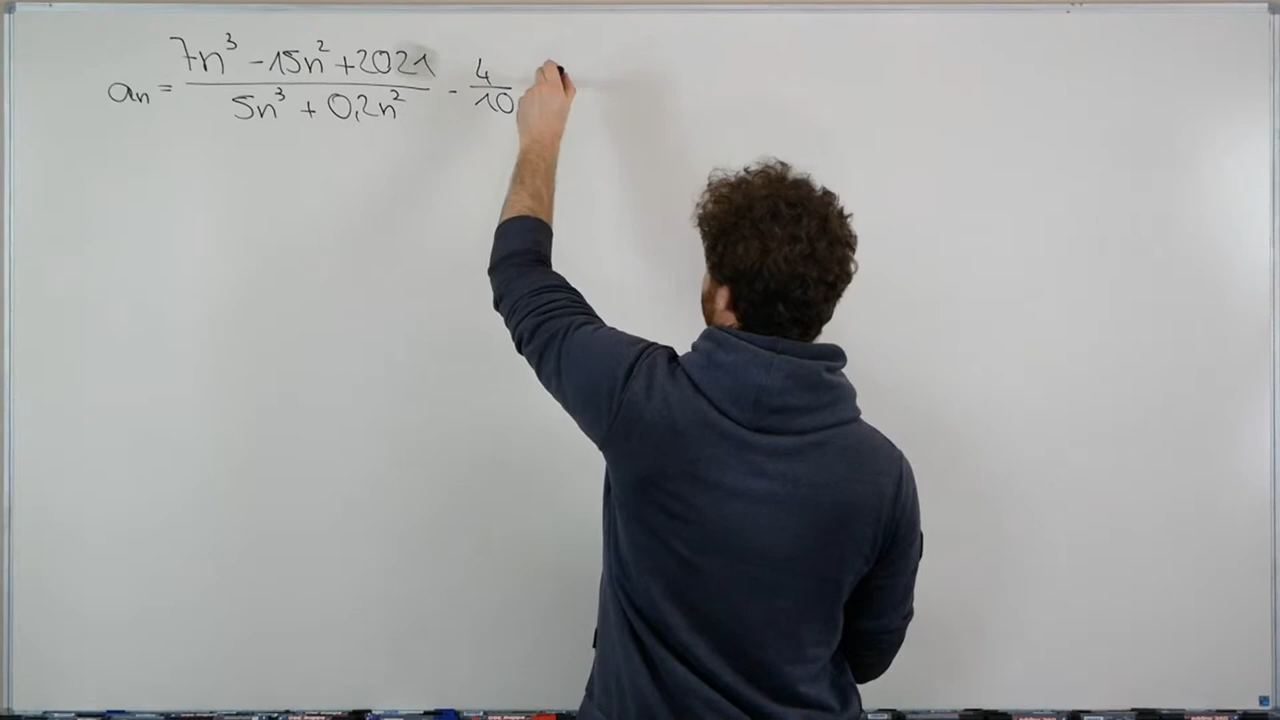 aₙ = (7n³ - 15n² + 2021)/(5n³ + 0,2n²) - 4/10